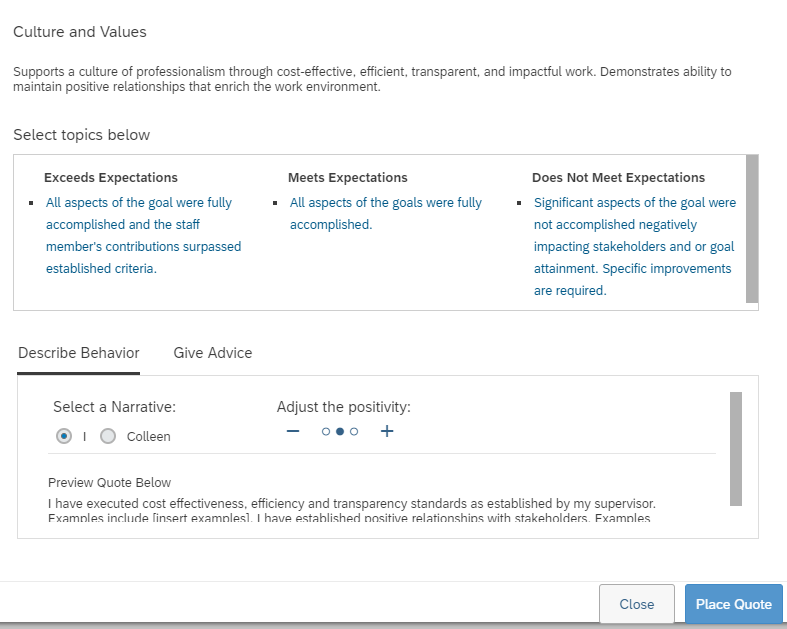 Culture and Values
Supports a culture of professionalism through cost-effective, efficient, transparent, and impactful work. Demonstrates ability to
maintain positive relationships that enrich the work environment.
Select topics below
Exceeds Expectations
All aspects of the goal were fully
accomplished and the staff
member's contributions surpassed
established criteria.
Meets Expectations
All aspects of the goals were fully
accomplished.
Does Not Meet Expectations
Significant aspects of the goal were
not accomplished negatively
impacting stakeholders and or goal
attainment. Specific improvements
are required.
Describe Behavior
Give Advice
Select a Narrative:
I
Colleen
Adjust the positivity:
Preview Quote Below
I have executed cost effectiveness, efficiency and transparency standards as established by my supervisor.
Examples include [insert examples]. I have established positive relationships with stakeholders. Examples
Close
Place Quote